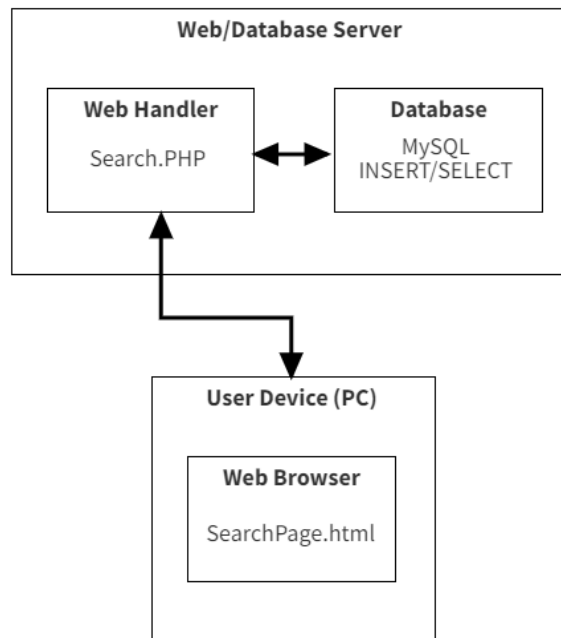 Web/Database Server
Web Handler
Search.PHP
Database
MySQL
INSERT/SELECT
User Device (PC)
Web Browser
SearchPage.html